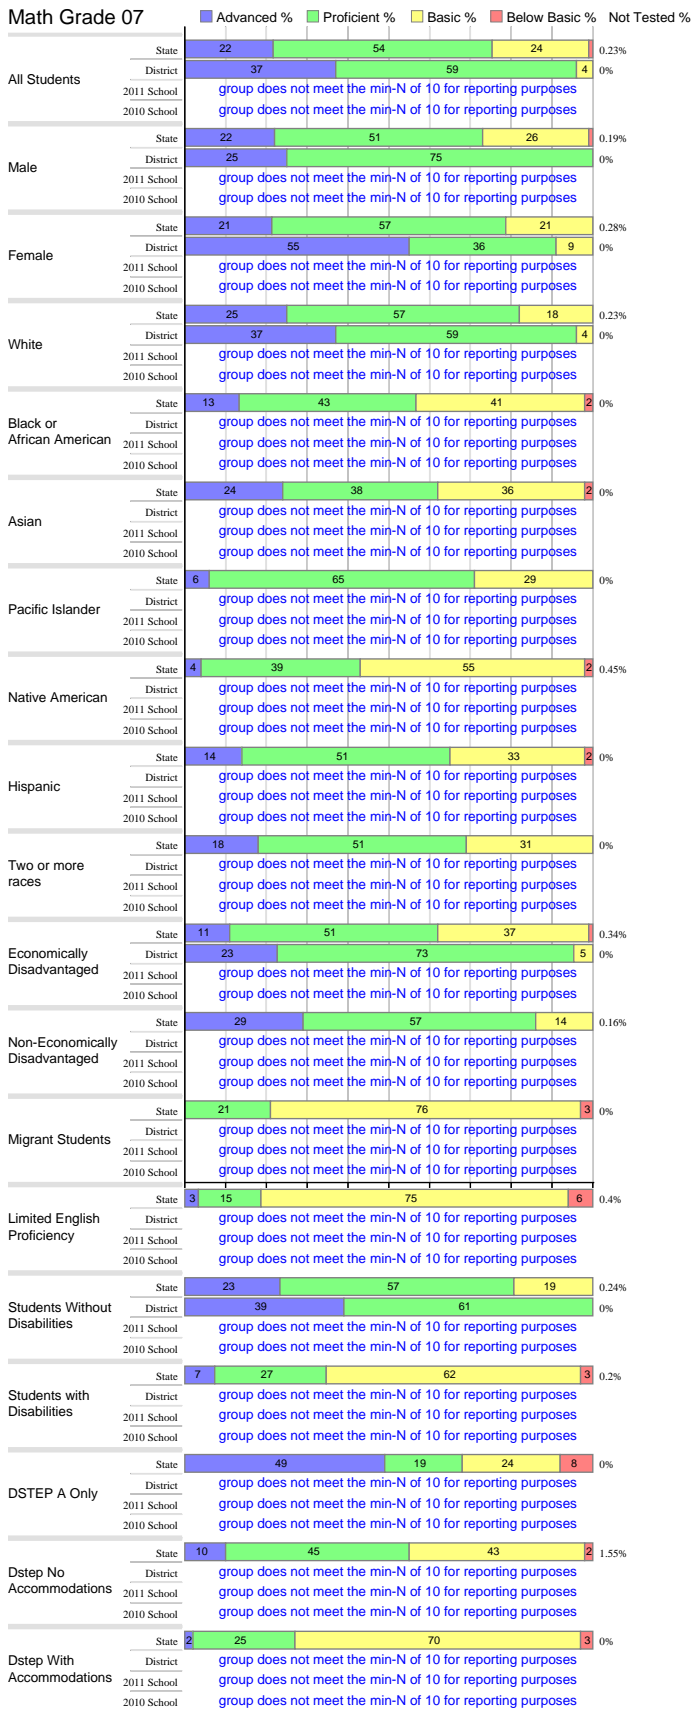 Math Grade 07 Advanced % Proficient % Basic % Below Basic % Not Tested %
State 22 54 24 0.23%
All Students District 37 59 4 0%
2011 School group does not meet the min-N of 10 for reporting purposes
2010 School group does not meet the min-N of 10 for reporting purposes
State 22 51 26 0.19%
Male District 25 75 0%
2011 School group does not meet the min-N of 10 for reporting purposes
2010 School group does not meet the min-N of 10 for reporting purposes
State 21 57 21 0.28%
Female District 55 36 9 0%
2011 School group does not meet the min-N of 10 for reporting purposes
2010 School group does not meet the min-N of 10 for reporting purposes
State 25 57 18 0.23%
White District 37 59 4 0%
2011 School group does not meet the min-N of 10 for reporting purposes
2010 School group does not meet the min-N of 10 for reporting purposes
State 13 43 41 2 0%
Black or District group does not meet the min-N of 10 for reporting purposes
African American 2011 School group does not meet the min-N of 10 for reporting purposes
2010 School group does not meet the min-N of 10 for reporting purposes
State 24 38 36 2 0%
Asian District group does not meet the min-N of 10 for reporting purposes
2011 School group does not meet the min-N of 10 for reporting purposes
2010 School group does not meet the min-N of 10 for reporting purposes
State 6 65 29 0%
Pacific Islander District group does not meet the min-N of 10 for reporting purposes
2011 School group does not meet the min-N of 10 for reporting purposes
2010 School group does not meet the min-N of 10 for reporting purposes
State 4 39 55 2 0.45%
Native American District group does not meet the min-N of 10 for reporting purposes
2011 School group does not meet the min-N of 10 for reporting purposes
2010 School group does not meet the min-N of 10 for reporting purposes
State 14 51 33 2 0%
Hispanic District group does not meet the min-N of 10 for reporting purposes
2011 School group does not meet the min-N of 10 for reporting purposes
2010 School group does not meet the min-N of 10 for reporting purposes
State 18 51 31 0%
Two or more District group does not meet the min-N of 10 for reporting purposes
races 2011 School group does not meet the min-N of 10 for reporting purposes
2010 School group does not meet the min-N of 10 for reporting purposes
State 11 51 37 0.34%
Economically District 23 73 5 0%
Disadvantaged 2011 School group does not meet the min-N of 10 for reporting purposes
2010 School group does not meet the min-N of 10 for reporting purposes
State 29 57 14 0.16%
Non-Economically District group does not meet the min-N of 10 for reporting purposes
Disadvantaged 2011 School group does not meet the min-N of 10 for reporting purposes
2010 School group does not meet the min-N of 10 for reporting purposes
State 21 76 3 0%
Migrant Students District group does not meet the min-N of 10 for reporting purposes
2011 School group does not meet the min-N of 10 for reporting purposes
2010 School group does not meet the min-N of 10 for reporting purposes
State 3 15 75 6 0.4%
Limited English District group does not meet the min-N of 10 for reporting purposes
Proficiency 2011 School group does not meet the min-N of 10 for reporting purposes
2010 School group does not meet the min-N of 10 for reporting purposes
State 23 57 19 0.24%
Students Without District 39 61 0%
Disabilities 2011 School group does not meet the min-N of 10 for reporting purposes
2010 School group does not meet the min-N of 10 for reporting purposes
State 7 27 62 3 0.2%
Students with District group does not meet the min-N of 10 for reporting purposes
Disabilities 2011 School group does not meet the min-N of 10 for reporting purposes
2010 School group does not meet the min-N of 10 for reporting purposes
State 49 19 24 8 0%
DSTEP A Only District group does not meet the min-N of 10 for reporting purposes
2011 School group does not meet the min-N of 10 for reporting purposes
2010 School group does not meet the min-N of 10 for reporting purposes
State 10 45 43 2 1.55%
Dstep No District group does not meet the min-N of 10 for reporting purposes
Accommodations 2011 School group does not meet the min-N of 10 for reporting purposes
2010 School group does not meet the min-N of 10 for reporting purposes
State 2 25 70 3 0%
Dstep With District group does not meet the min-N of 10 for reporting purposes
Accommodations 2011 School group does not meet the min-N of 10 for reporting purposes
2010 School group does not meet the min-N of 10 for reporting purposes